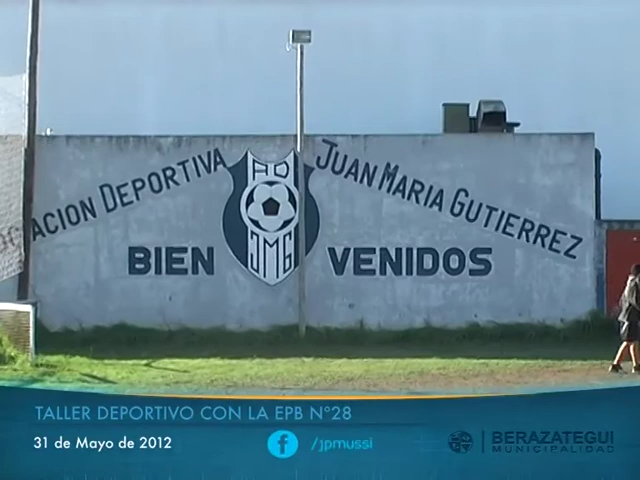 ACION DEPORTIVA JUAN MARIA GUTIERREZ
AD
JMG
BIEN VENIDOS
TALLER DEPORTIVO CON LA EPB N°28
31 de Mayo de 2012
f /jpmussi
BERAZATEGUI
MUNICIPALIDAD